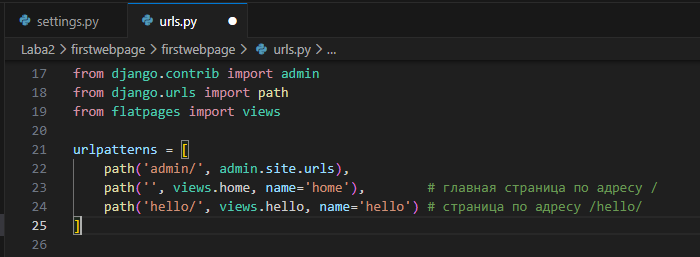 settings.py urls.py
Laba2 > firstwebpage > firstwebpage > urls.py > ...
17 from django.contrib import admin
18 from django.urls import path
19 from flatpages import views
20
21 urlpatterns = [
22     path('admin/', admin.site.urls),
23     path('', views.home, name='home'),        # главная страница по адресу /
24     path('hello/', views.hello, name='hello') # страница по адресу /hello/
25 ]
26